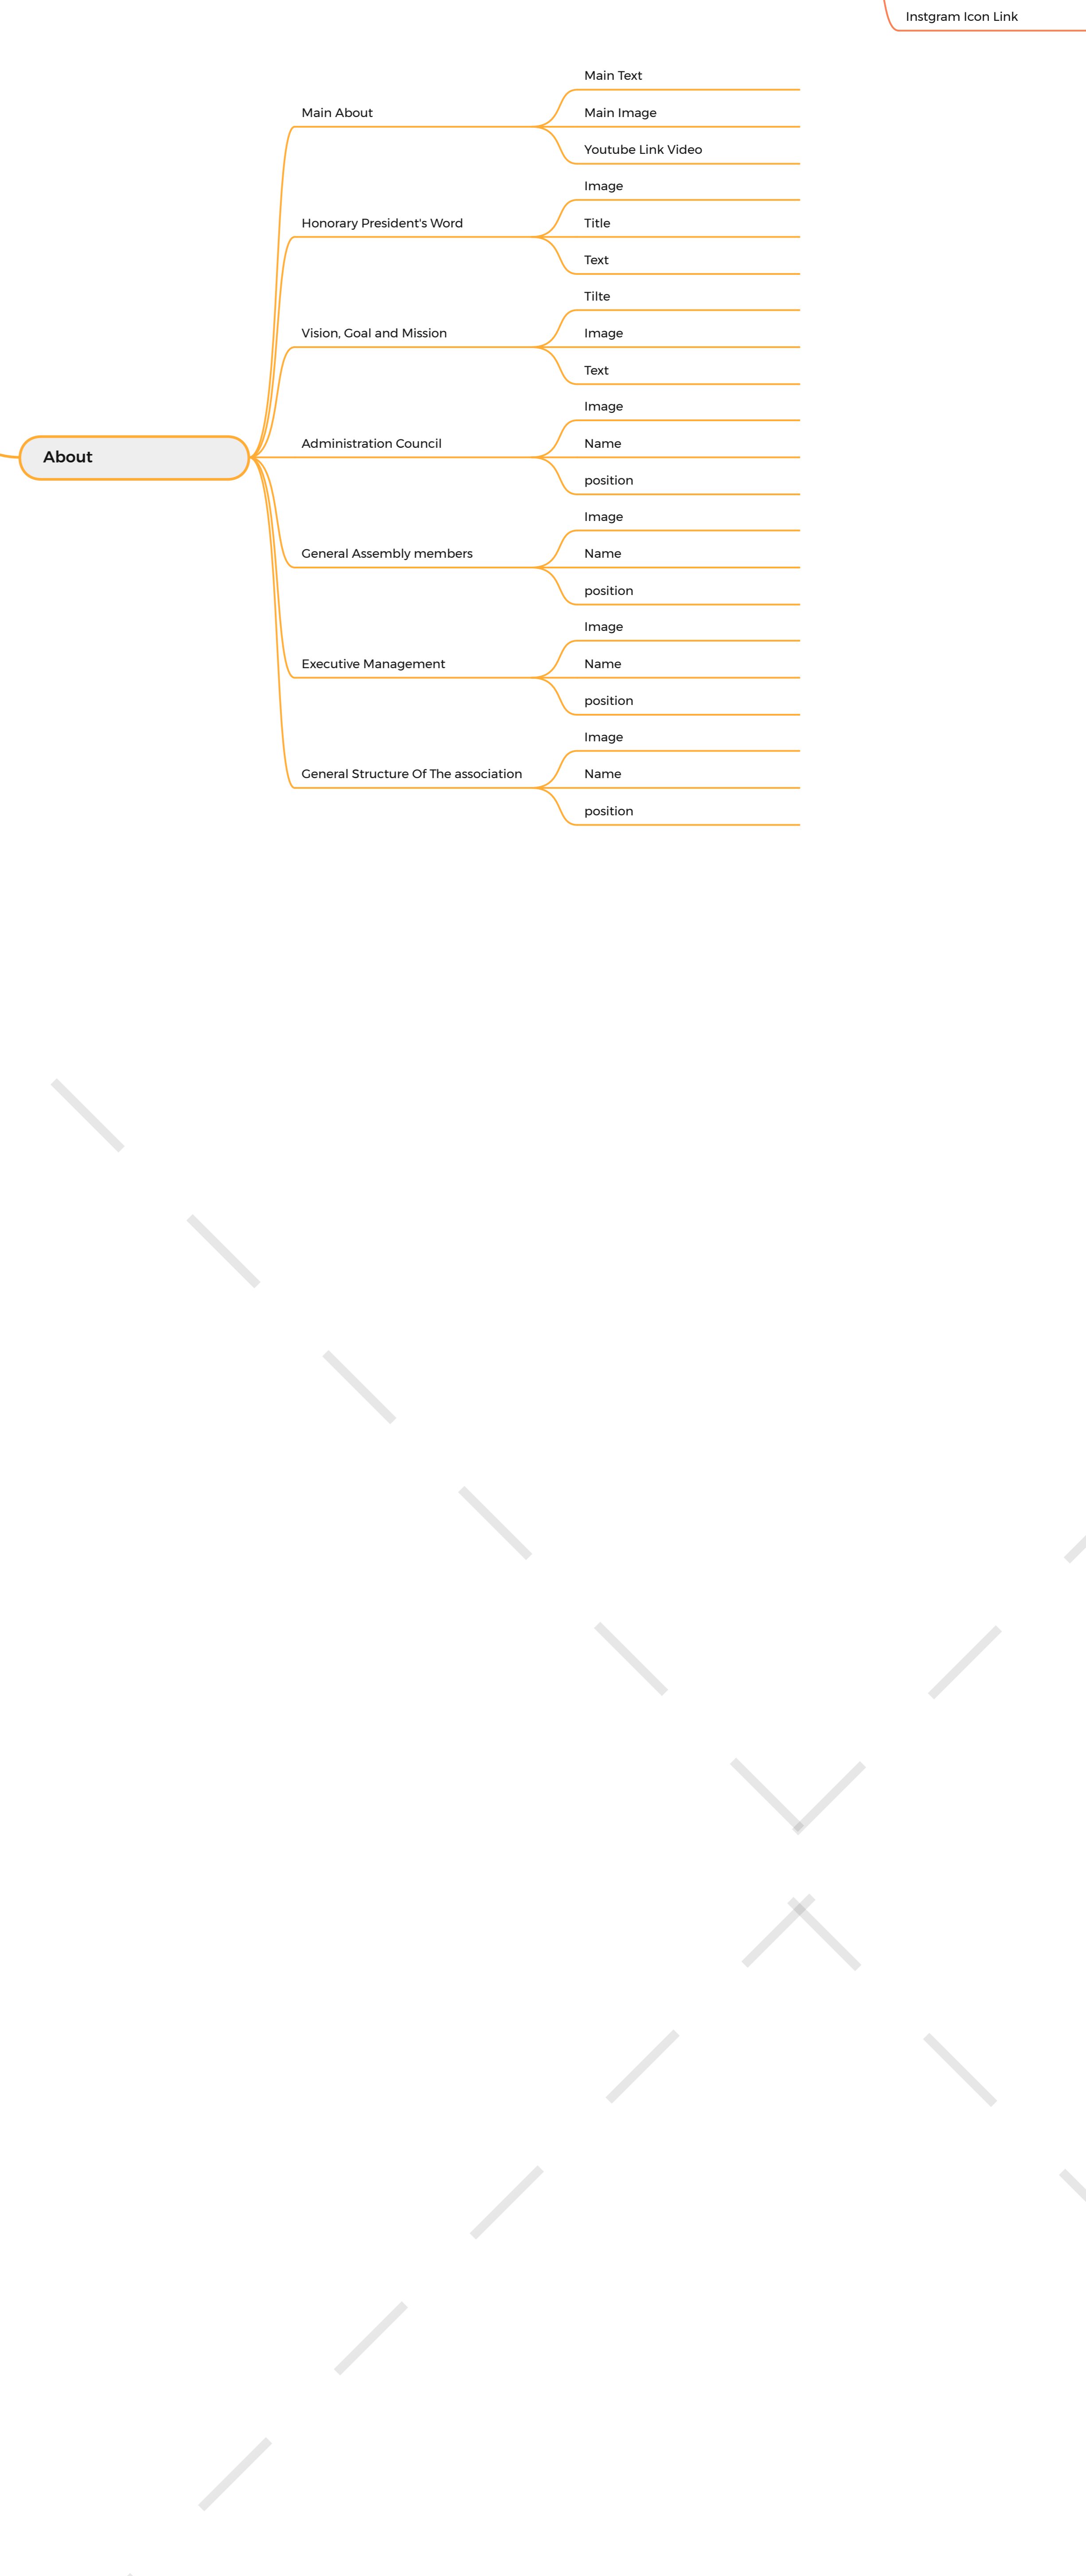 Instgram Icon Link
About
Main About
Main Text
Main Image
Youtube Link Video
Honorary President's Word
Image
Title
Text
Vision, Goal and Mission
Tilte
Image
Text
Administration Council
Image
Name
position
General Assembly members
Image
Name
position
Executive Management
Image
Name
position
General Structure Of The association
Image
Name
position